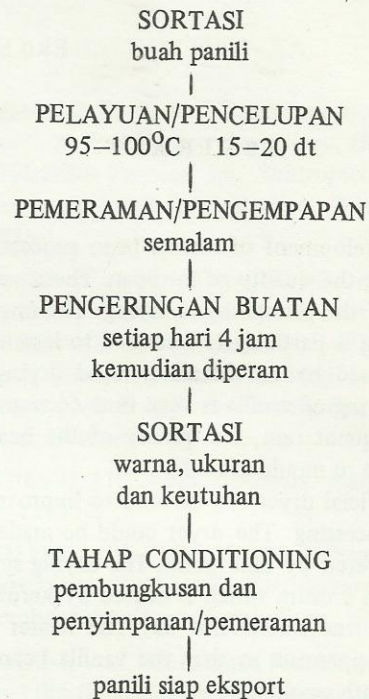 SORTASI
buah panili
PELAYUAN/PENCELUPAN
95–100°C 15–20 dt
PEMERAMAN/PENGEMPAPAN
semalam
PENGERINGAN BUATAN
setiap hari 4 jam
kemudian diperam
SORTASI
warna, ukuran
dan keutuhan
TAHAP CONDITIONING
pembungkusan dan
penyimpanan/pemeraman
panili siap eksport